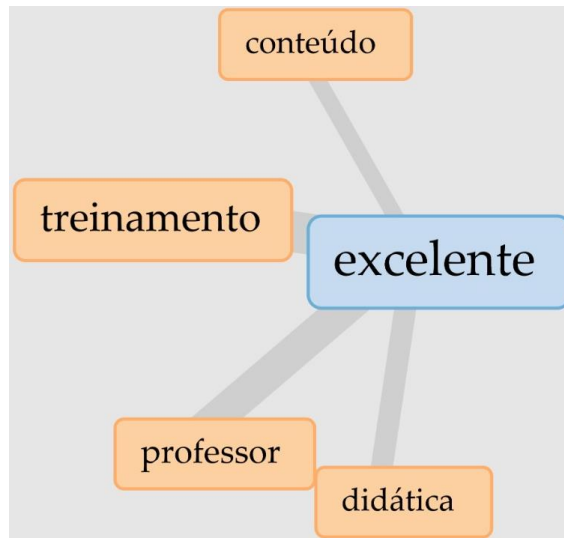 conteúdo
treinamento
excelente
professor
didática